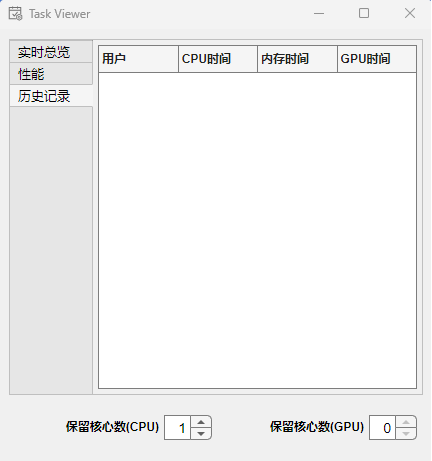 Task Viewer
实时总览
性能
历史记录
用户 CPU时间 内存时间 GPU时间
保留核心数(CPU) 1 保留核心数(GPU) 0